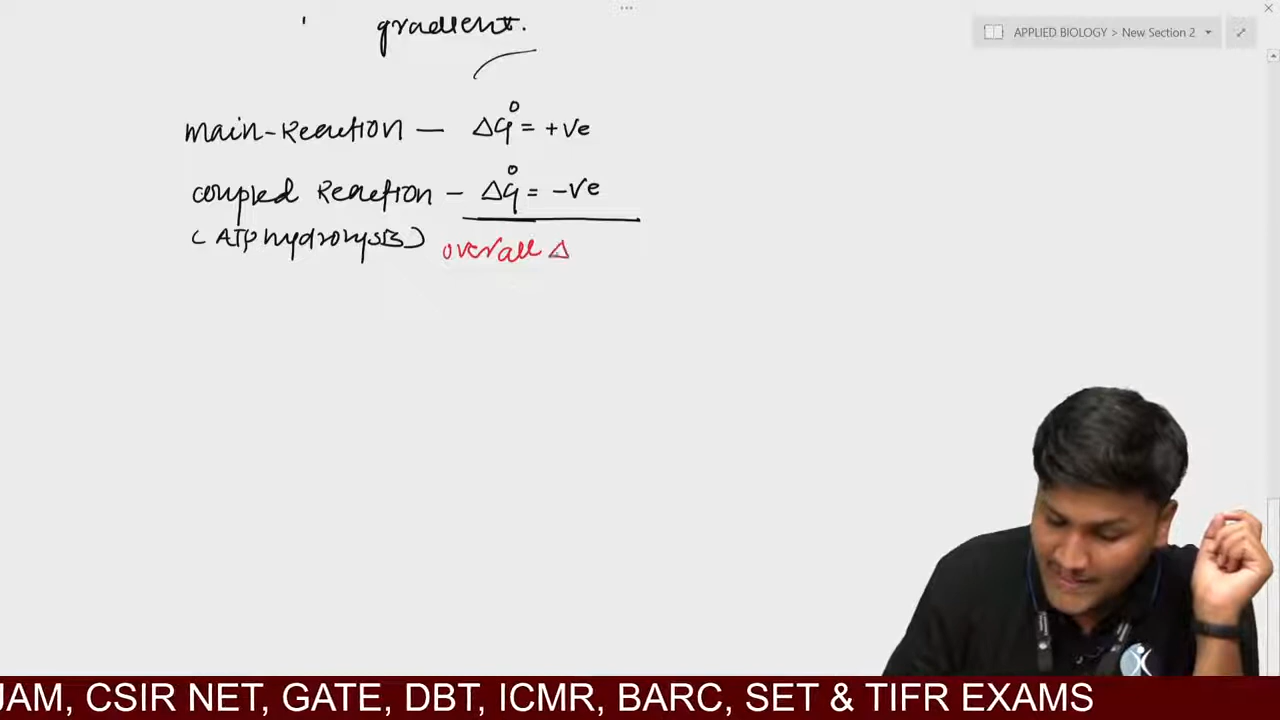 gradient.
main-Reaction — ΔG° = +ve
coupled Reaction – ΔG° = -ve
(ATP hydrolysis) overall Δ
APPLIED BIOLOGY > New Section 2
JAM, CSIR NET, GATE, DBT, ICMR, BARC, SET & TIFR EXAMS